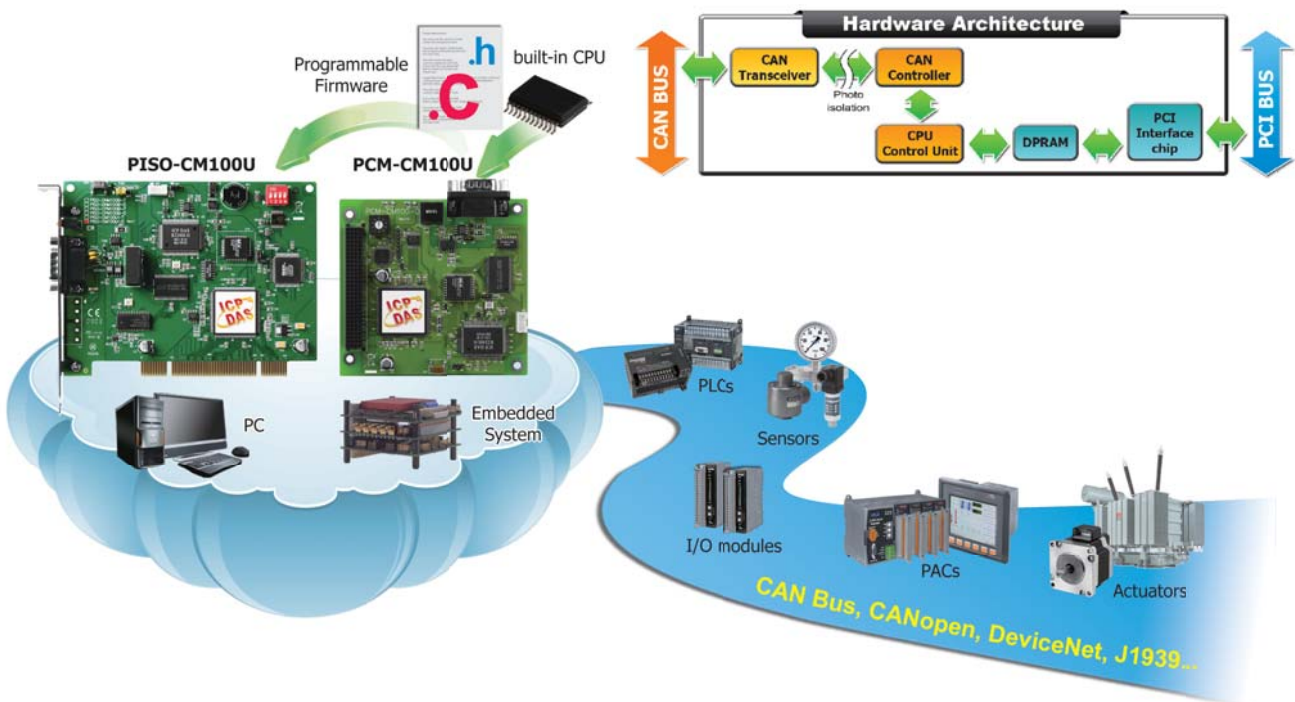 Hardware Architecture
CAN BUS
CAN
Transceiver
Photo
isolation
CAN
Controller
CPU
Control Unit
DPRAM
PCI
Interface
chip
PCI BUS
Programmable
Firmware
.h
.c
built-in CPU
PISO-CM100U
PCM-CM100U
ICP
DAS
ICP
DAS
PC
Embedded
System
PLCs
Sensors
I/O modules
PACs
Actuators
CAN Bus, CANopen, DeviceNet, J1939...